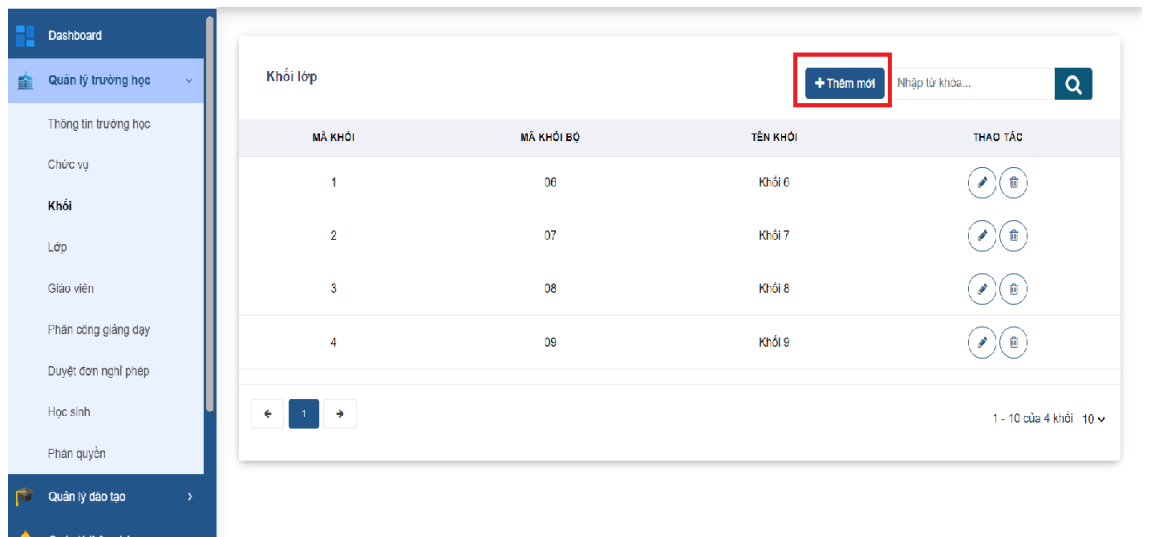 Dashboard
Quản lý trường học
Thông tin trường học
Chức vụ
Khối
Lớp
Giáo viên
Phân công giảng dạy
Duyệt đơn nghỉ phép
Học sinh
Phân quyền
Quản lý đào tạo
Khối lớp
+ Thêm mới
Nhập từ khóa...
MÃ KHỐI MÃ KHỐI BỘ TÊN KHỐI THAO TÁC
1 06 Khối 6
2 07 Khối 7
3 08 Khối 8
4 09 Khối 9
1
1 - 10 của 4 khối 10